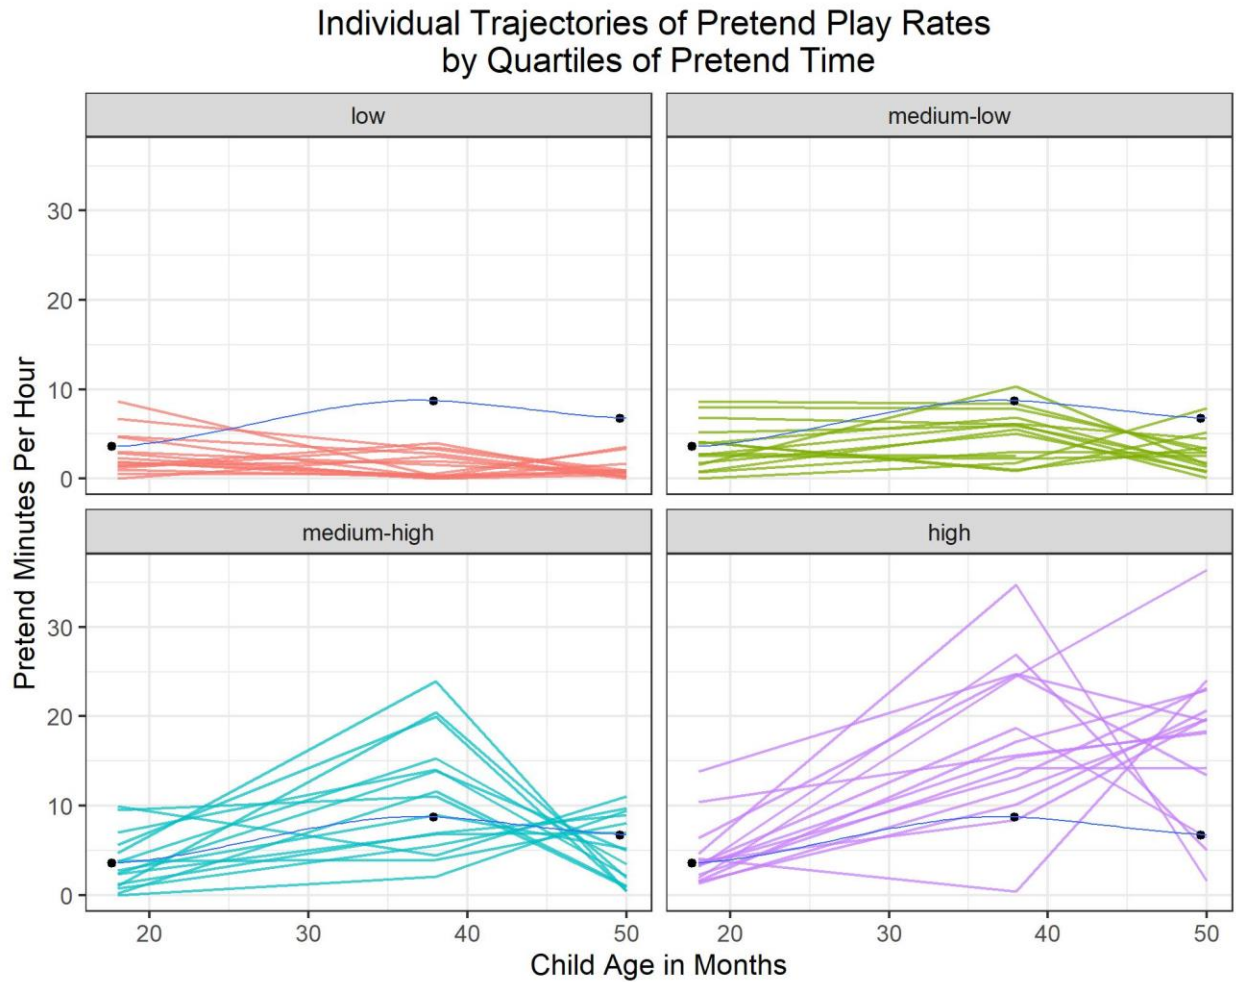 Individual Trajectories of Pretend Play Rates
by Quartiles of Pretend Time
low
medium-low
30
20
10
0
medium-high
high
30
20
10
0
20
30
40
50
20
30
40
50
Pretend Minutes Per Hour
Child Age in Months